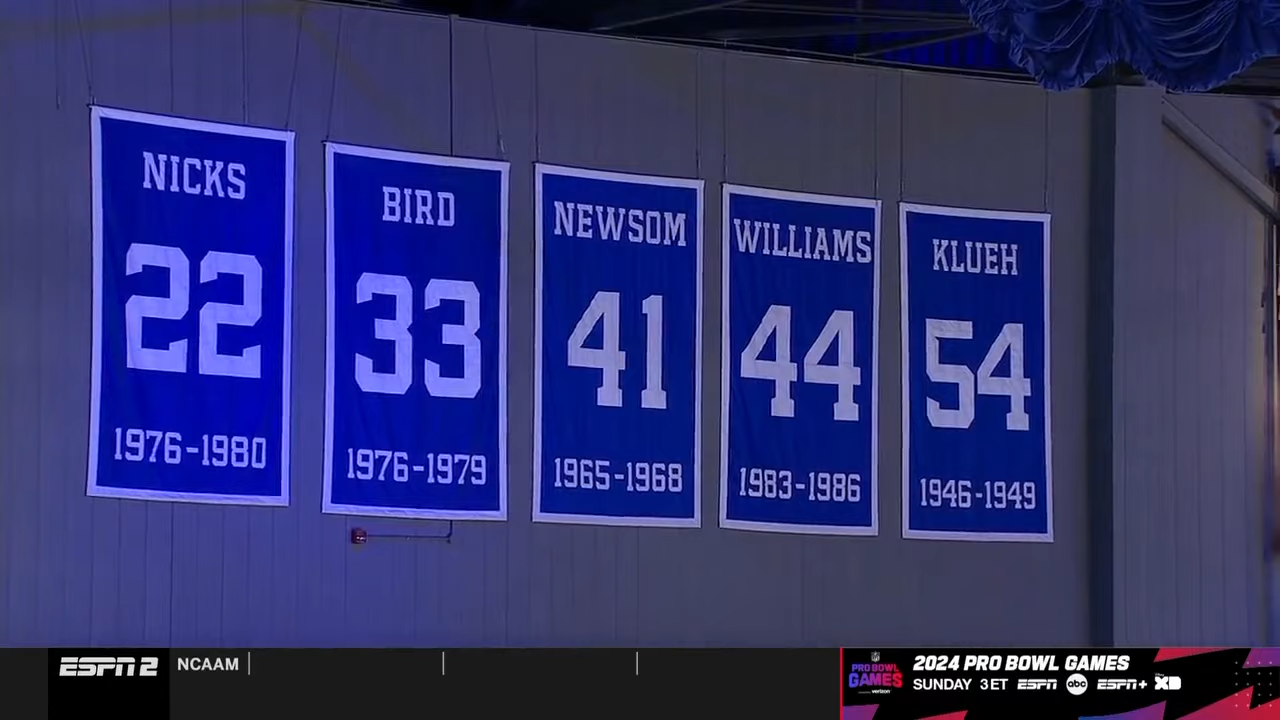 NICKS
22
1976-1980
BIRD
33
1976-1979
NEWSOM
41
1965-1968
WILLIAMS
44
1983-1986
KLUEH
54
1946-1949
ESPN 2
NCAAM
PRO BOWL
GAMES
verizon
2024 PRO BOWL GAMES
SUNDAY 3ET ESPN abc ESPN+ XD